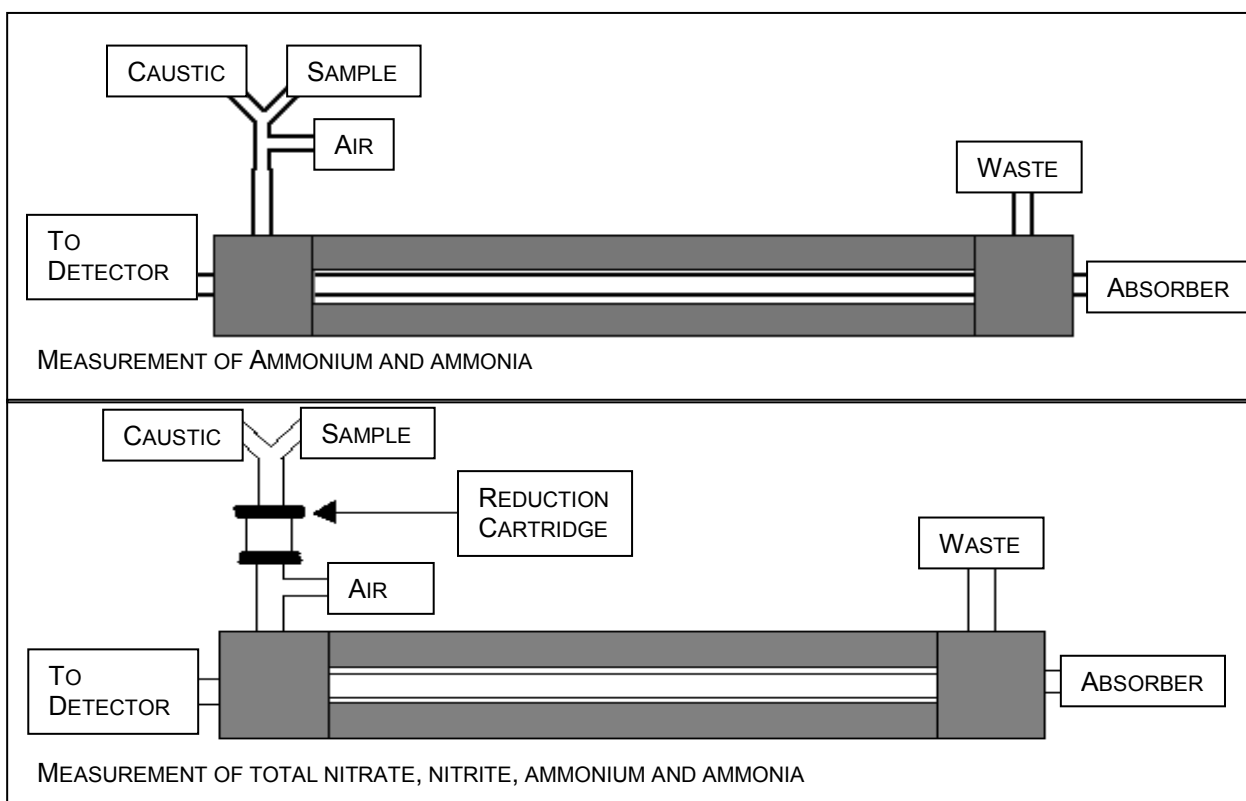 CAUSTIC
SAMPLE
AIR
WASTE
TO
DETECTOR
ABSORBER
MEASUREMENT OF AMMONIUM AND AMMONIA
CAUSTIC
SAMPLE
REDUCTION
CARTRIDGE
WASTE
AIR
TO
DETECTOR
ABSORBER
MEASUREMENT OF TOTAL NITRATE, NITRITE, AMMONIUM AND AMMONIA